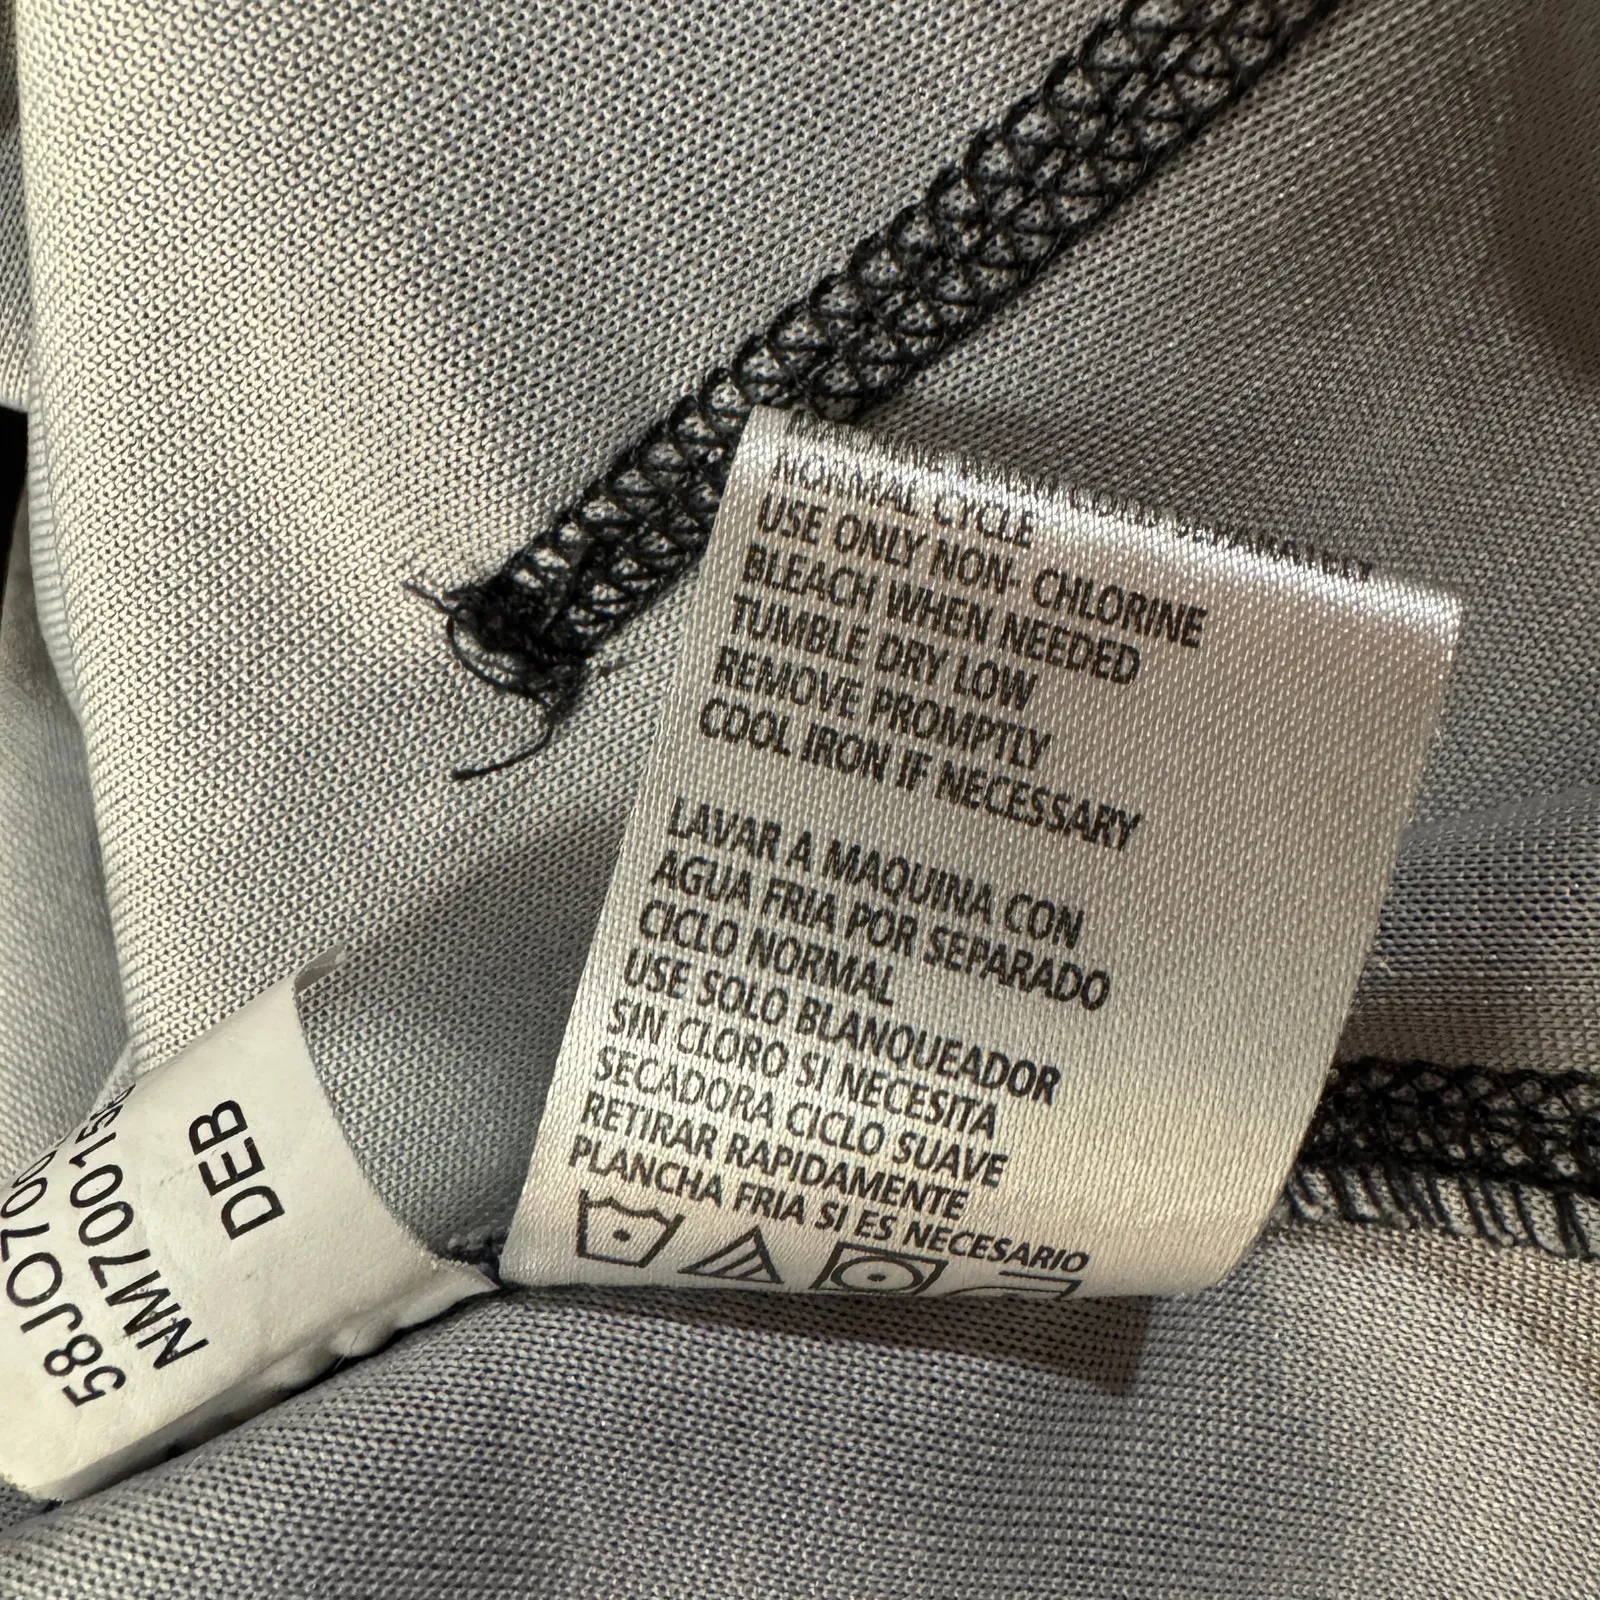 NORMAL CYCLE
USE ONLY NON- CHLORINE
BLEACH WHEN NEEDED
TUMBLE DRY LOW
REMOVE PROMPTLY
COOL IRON IF NECESSARY
LAVAR A MAQUINA CON
AGUA FRIA POR SEPARADO
CICLO NORMAL
USE SOLO BLANQUEADOR
SIN CLORO SI NECESITA
SECADORA CICLO SUAVE
RETIRAR RAPIDAMENTE
PLANCHA FRIA SI ES NECESARIO
DEB